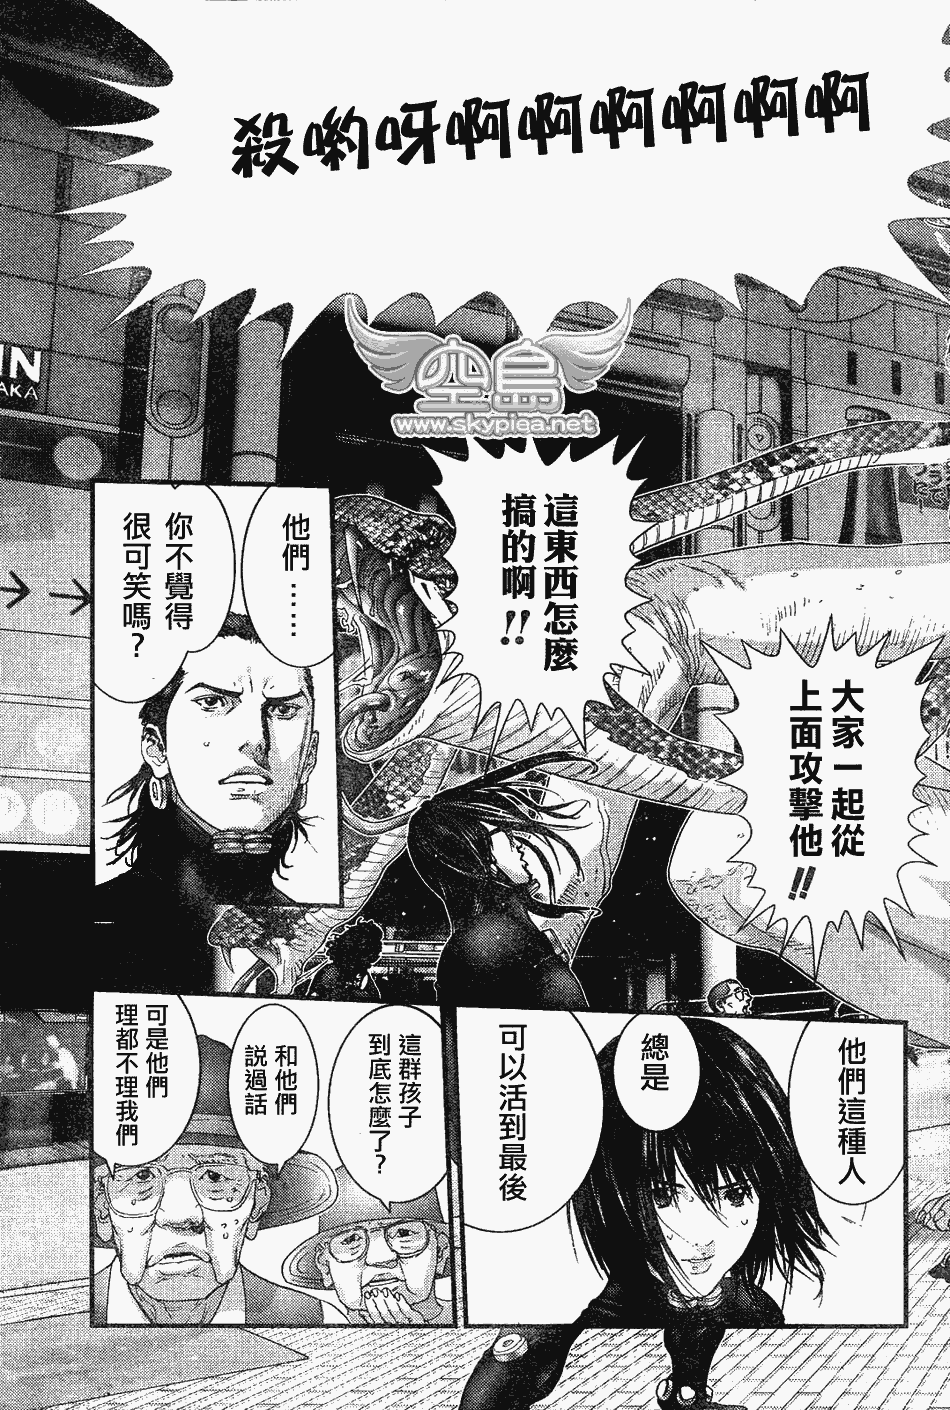 殺喲呀啊啊啊啊啊啊
空島
www.skypiea.net
IN
AKA
大家一起從
上面攻擊他!!
這東西怎麼
搞的啊!!
他們……
你不覺得
很可笑嗎?
他們這種人
總是
可以活到最後
這群孩子
到底怎麼了?
和他們
說過話
可是他們
理都不理我們